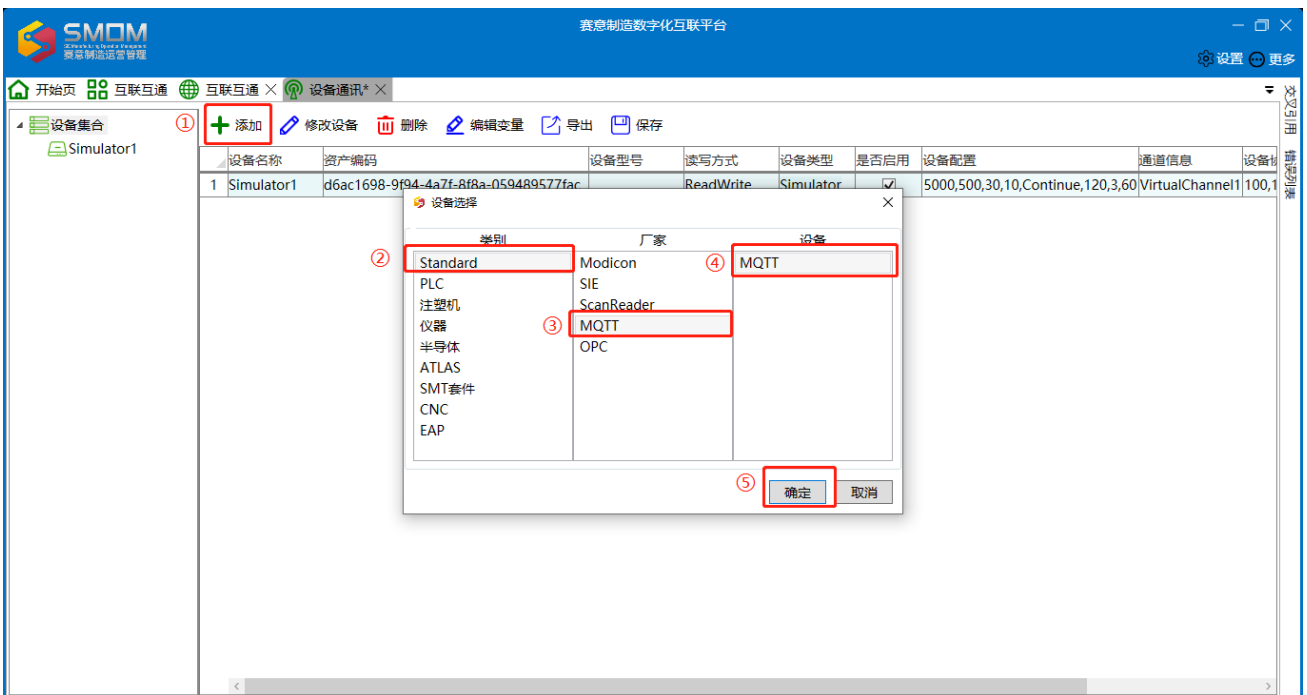 SMOM
赛意制造运营管理
赛意制造数字化互联平台
设置 更多
开始页 互联互通 互联互通 设备通讯*
① 添加 修改设备 删除 编辑变量 导出 保存
设备集合
Simulator1
设备名称 资产编码 设备型号 读写方式 设备类型 是否启用 设备配置 通道信息
1 Simulator1 d6ac1698-9f94-4a7f-8f8a-059489577fac ReadWrite Simulator 5000,500,30,10,Continue,120,3,60 VirtualChannel1 100,1
设备选择
类别 厂家 设备
② Standard Modicon ④ MQTT
PLC SIE
注塑机 ScanReader
仪器 ③ MQTT
半导体 OPC
ATLAS
SMT套件
CNC
EAP
⑤ 确定 取消
交叉引用
错误列表